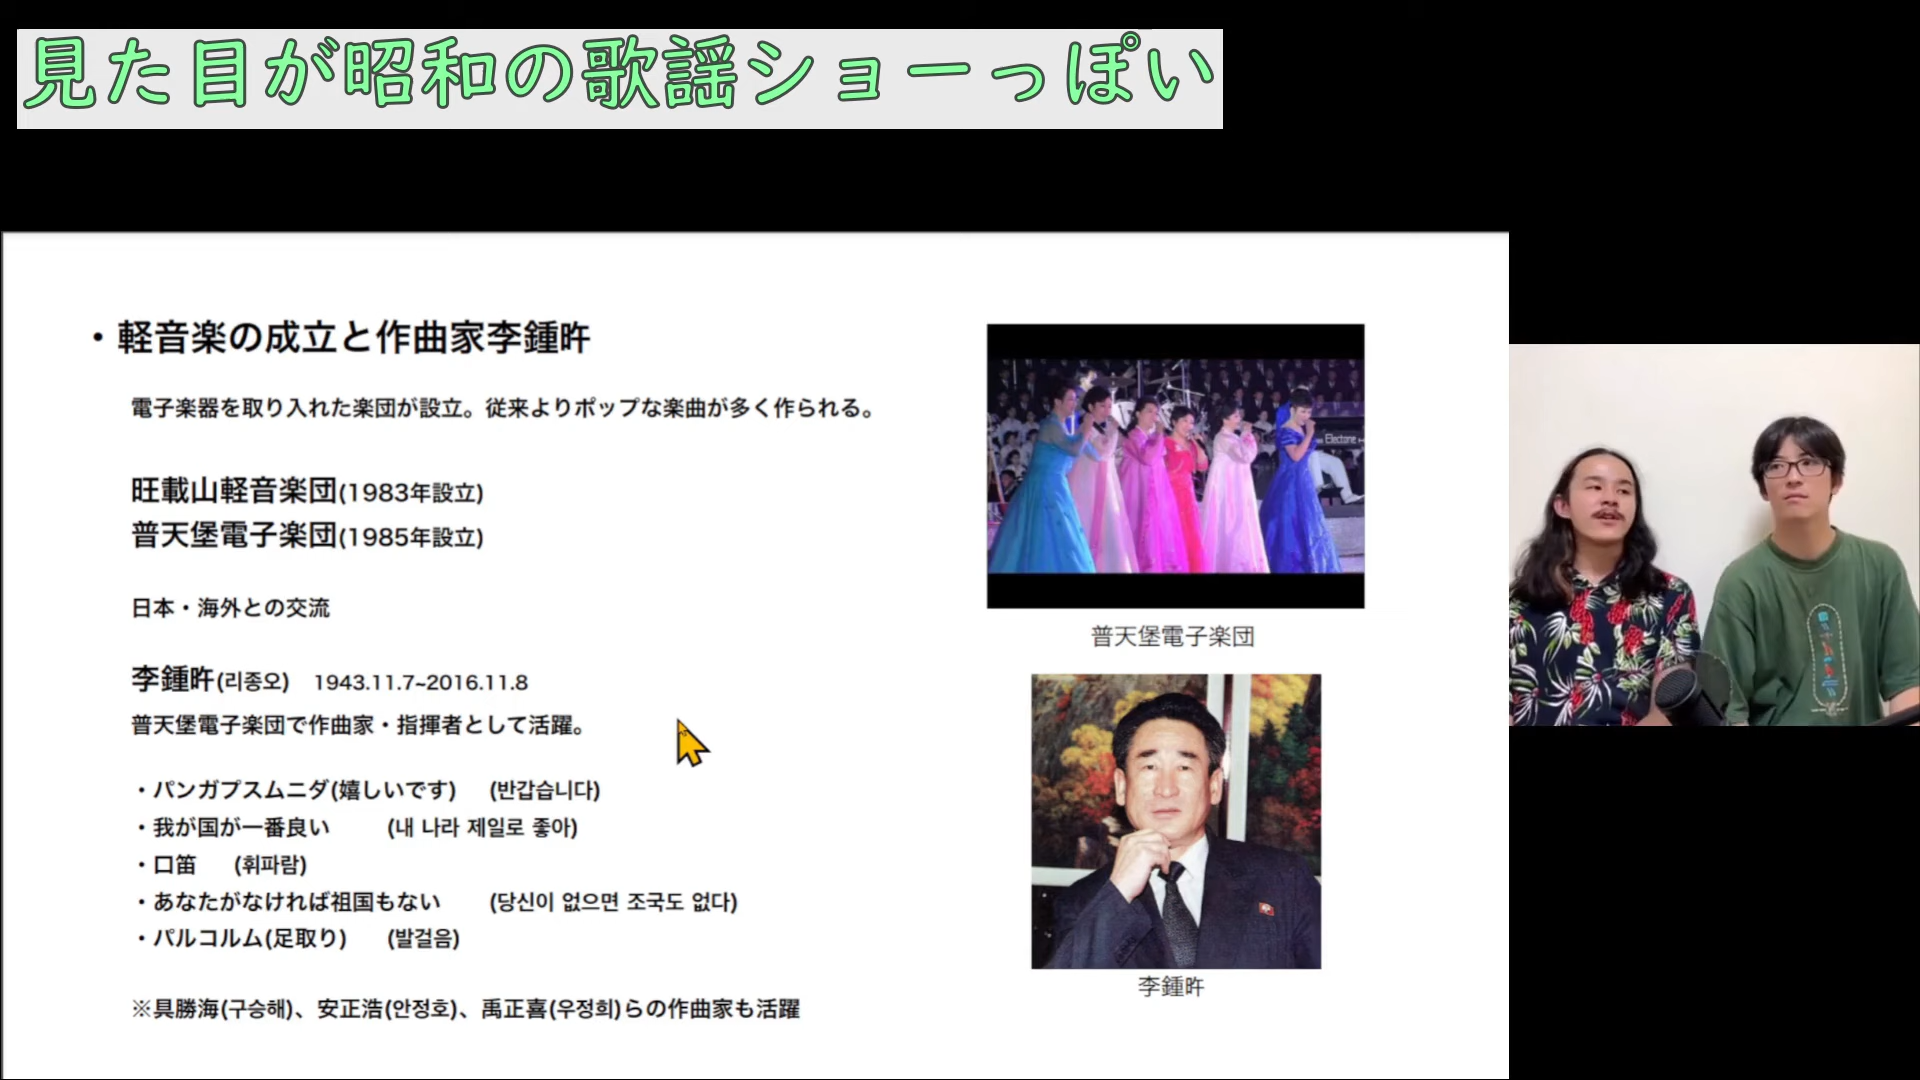 見た目が昭和の歌謡ショーっぽい
・軽音楽の成立と作曲家李鍾旿
電子楽器を取り入れた楽団が設立。従来よりポップな楽曲が多く作られる。
旺載山軽音楽団(1983年設立)
普天堡電子楽団(1985年設立)
日本・海外との交流
李鍾旿(리종오) 1943.11.7~2016.11.8
普天堡電子楽団で作曲家・指揮者として活躍。
・パンガプスムニダ(嬉しいです) (반갑습니다)
・我が国が一番良い (내 나라 제일로 좋아)
・口笛 (휘파람)
・あなたがなければ祖国もない (당신이 없으면 조국도 없다)
・パルコルム(足取り) (발걸음)
※具勝海(구승해)、安正浩(안정호)、禹正喜(우정희)らの作曲家も活躍
Electone
普天堡電子楽団
李鍾旿